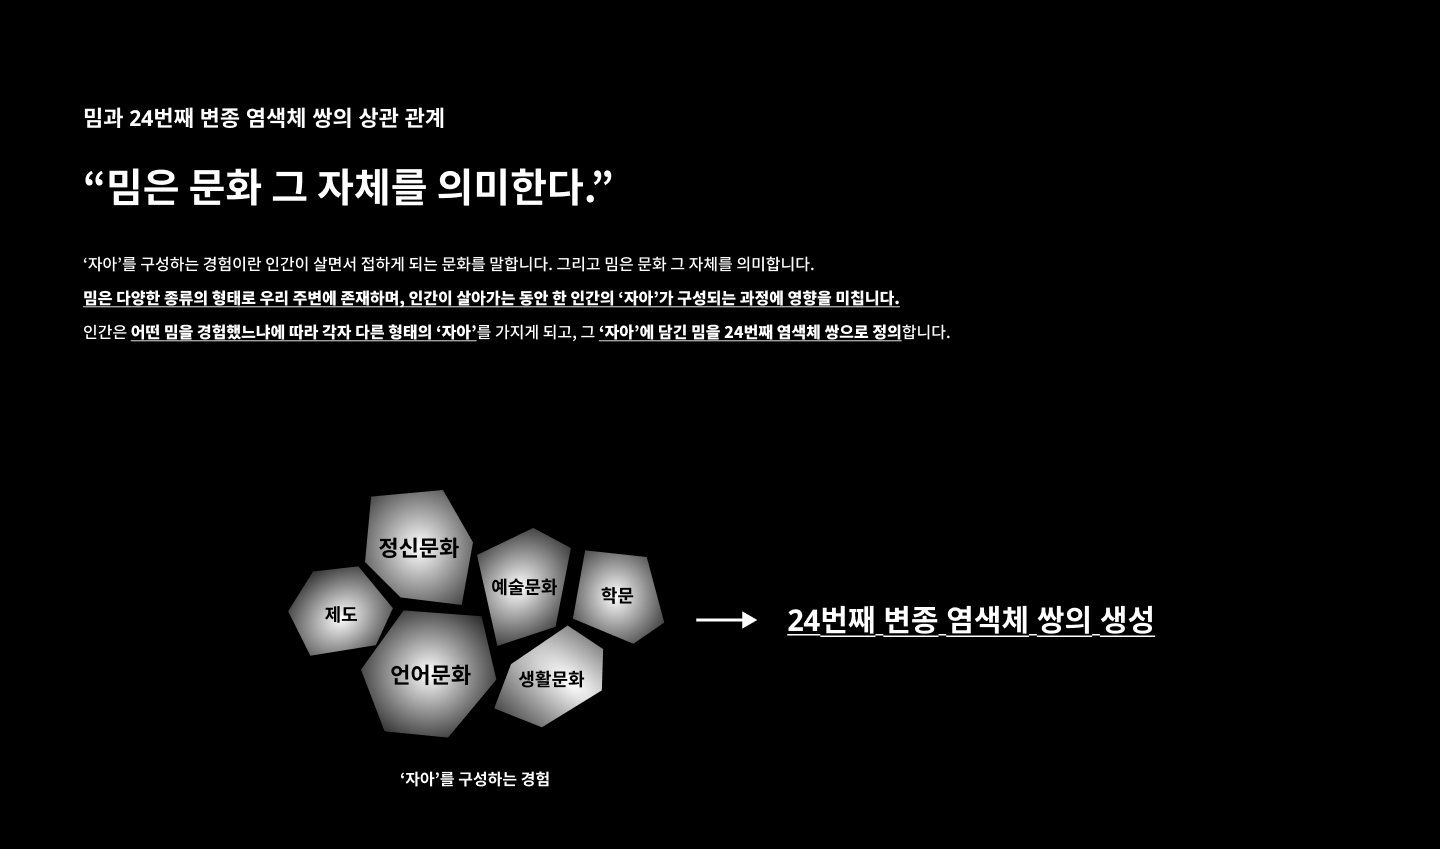 밈과 24번째 변종 염색체 쌍의 상관 관계
“밈은 문화 그 자체를 의미한다.”
‘자아’를 구성하는 경험이란 인간이 살면서 접하게 되는 문화를 말합니다. 그리고 밈은 문화 그 자체를 의미합니다.
밈은 다양한 종류의 형태로 우리 주변에 존재하며, 인간이 살아가는 동안 한 인간의 ‘자아’가 구성되는 과정에 영향을 미칩니다.
인간은 어떤 밈을 경험했느냐에 따라 각자 다른 형태의 ‘자아’를 가지게 되고, 그 ‘자아’에 담긴 밈을 24번째 염색체 쌍으로 정의합니다.
정신문화
예술문화
학문
제도
언어문화
생활문화
24번째 변종 염색체 쌍의 생성
‘자아’를 구성하는 경험